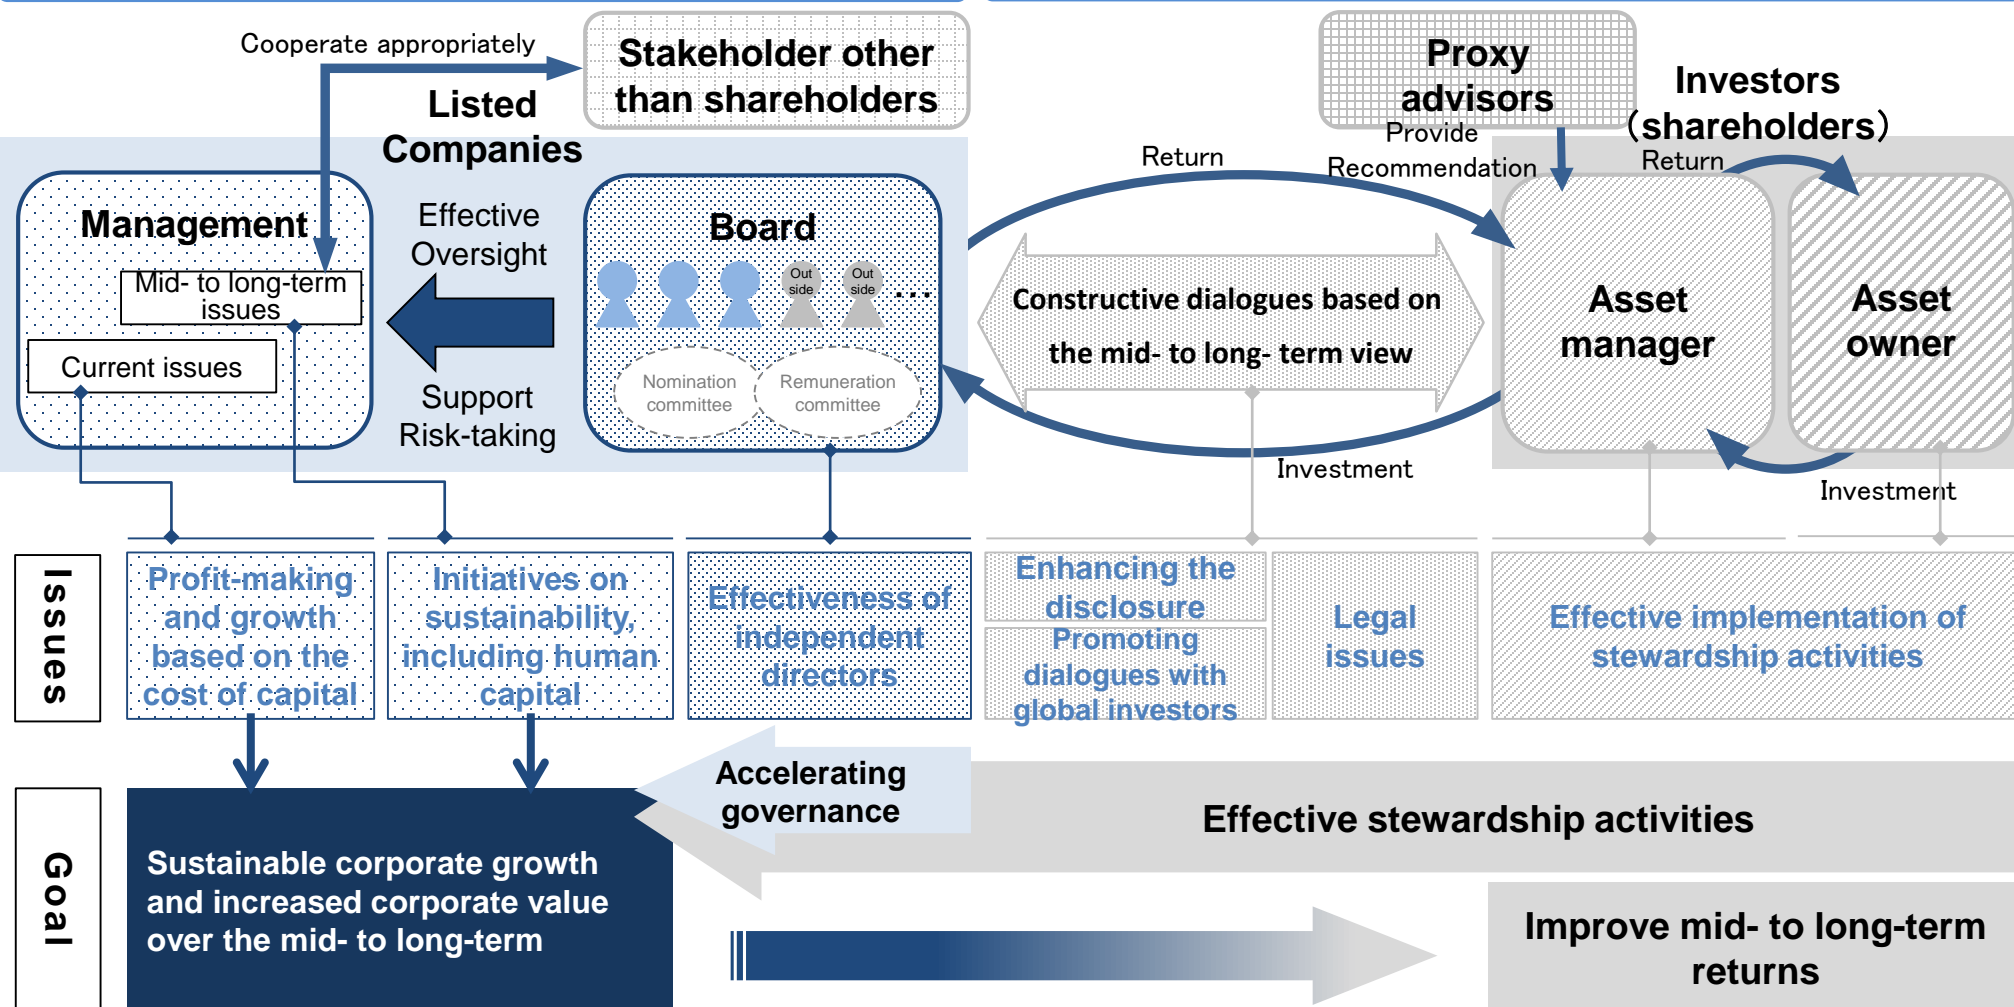 Cooperate appropriately
Stakeholder other
than shareholders
Listed
Companies
Proxy
advisors
Investors
(shareholders)
Provide
Recommendation
Return
Return
Management
Mid- to long-term
issues
Current issues
Effective
Oversight
Support
Risk-taking
Board
Out
side
Out
side
...
Nomination
committee
Remuneration
committee
Constructive dialogues based on
the mid- to long- term view
Asset
manager
Asset
owner
Investment
Investment
Issues
Profit-making
and growth
based on the
cost of capital
Initiatives on
sustainability,
including human
capital
Effectiveness of
independent
directors
Enhancing the
disclosure
Promoting
dialogues with
global investors
Legal
issues
Effective implementation of
stewardship activities
Goal
Sustainable corporate growth
and increased corporate value
over the mid- to long-term
Accelerating
governance
Effective stewardship activities
Improve mid- to long-term
returns